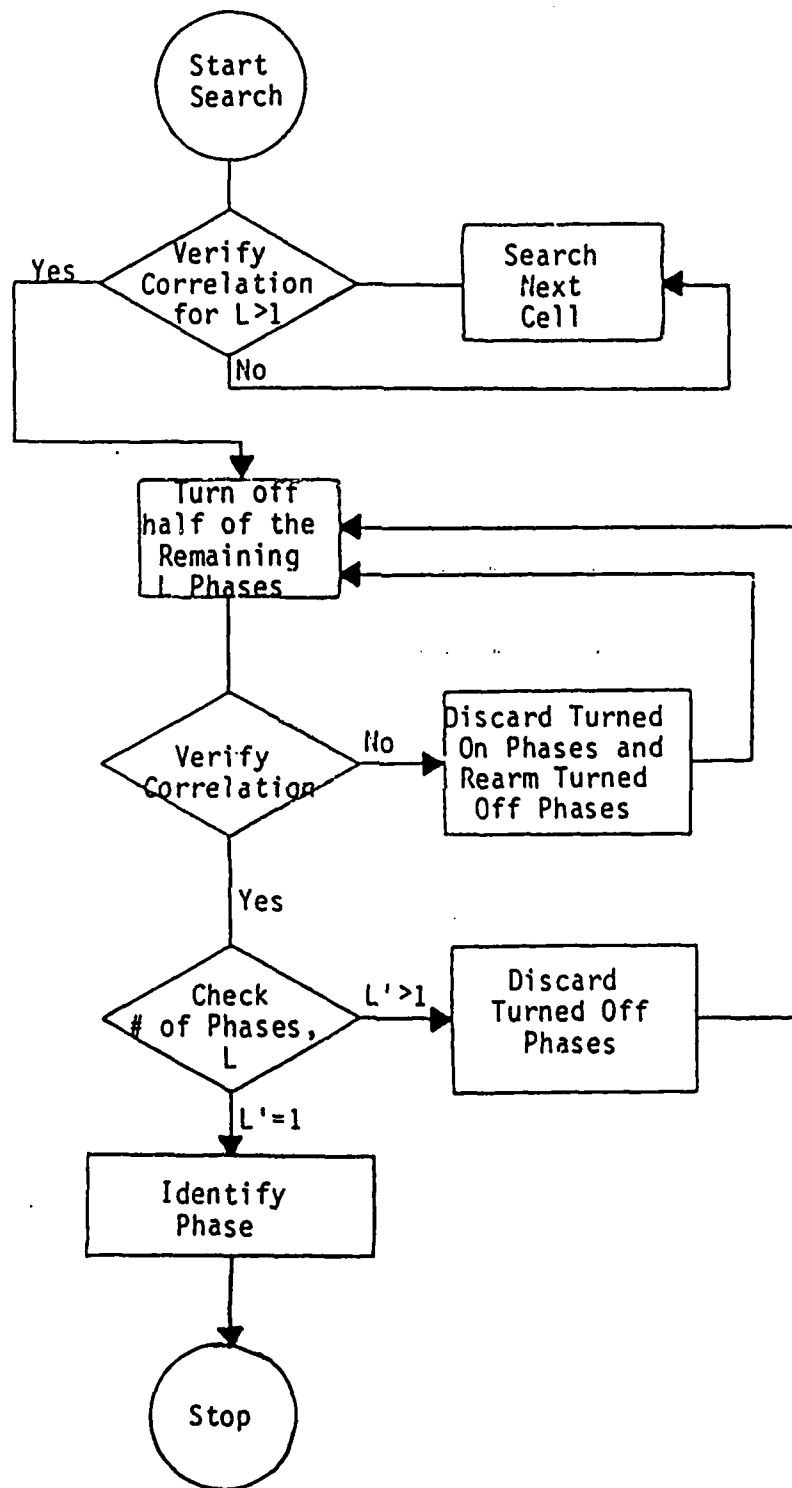 Start
Search
Verify
Correlation
for L>1
Yes
No
Search
Next
Cell
Turn off
half of the
Remaining
L Phases
Verify
Correlation
No
Discard Turned
On Phases and
Rearm Turned
Off Phases
Yes
Check
# of Phases,
L
L'>1
Discard
Turned Off
Phases
L'=1
Identify
Phase
Stop